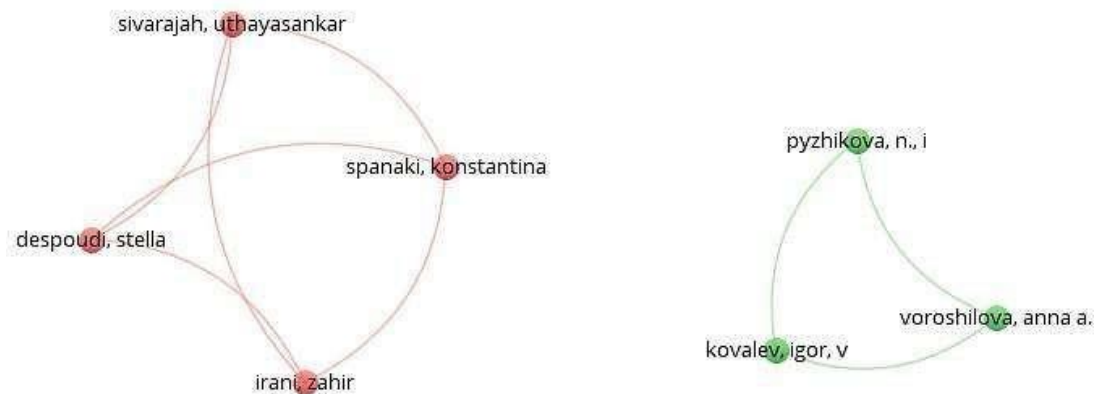 sivarajah, uthayasankar
spanaki, konstantina
despoudi, stella
irani, zahir
pyzhikova, n., i
voroshilova, anna a.
kovalev, igor, v